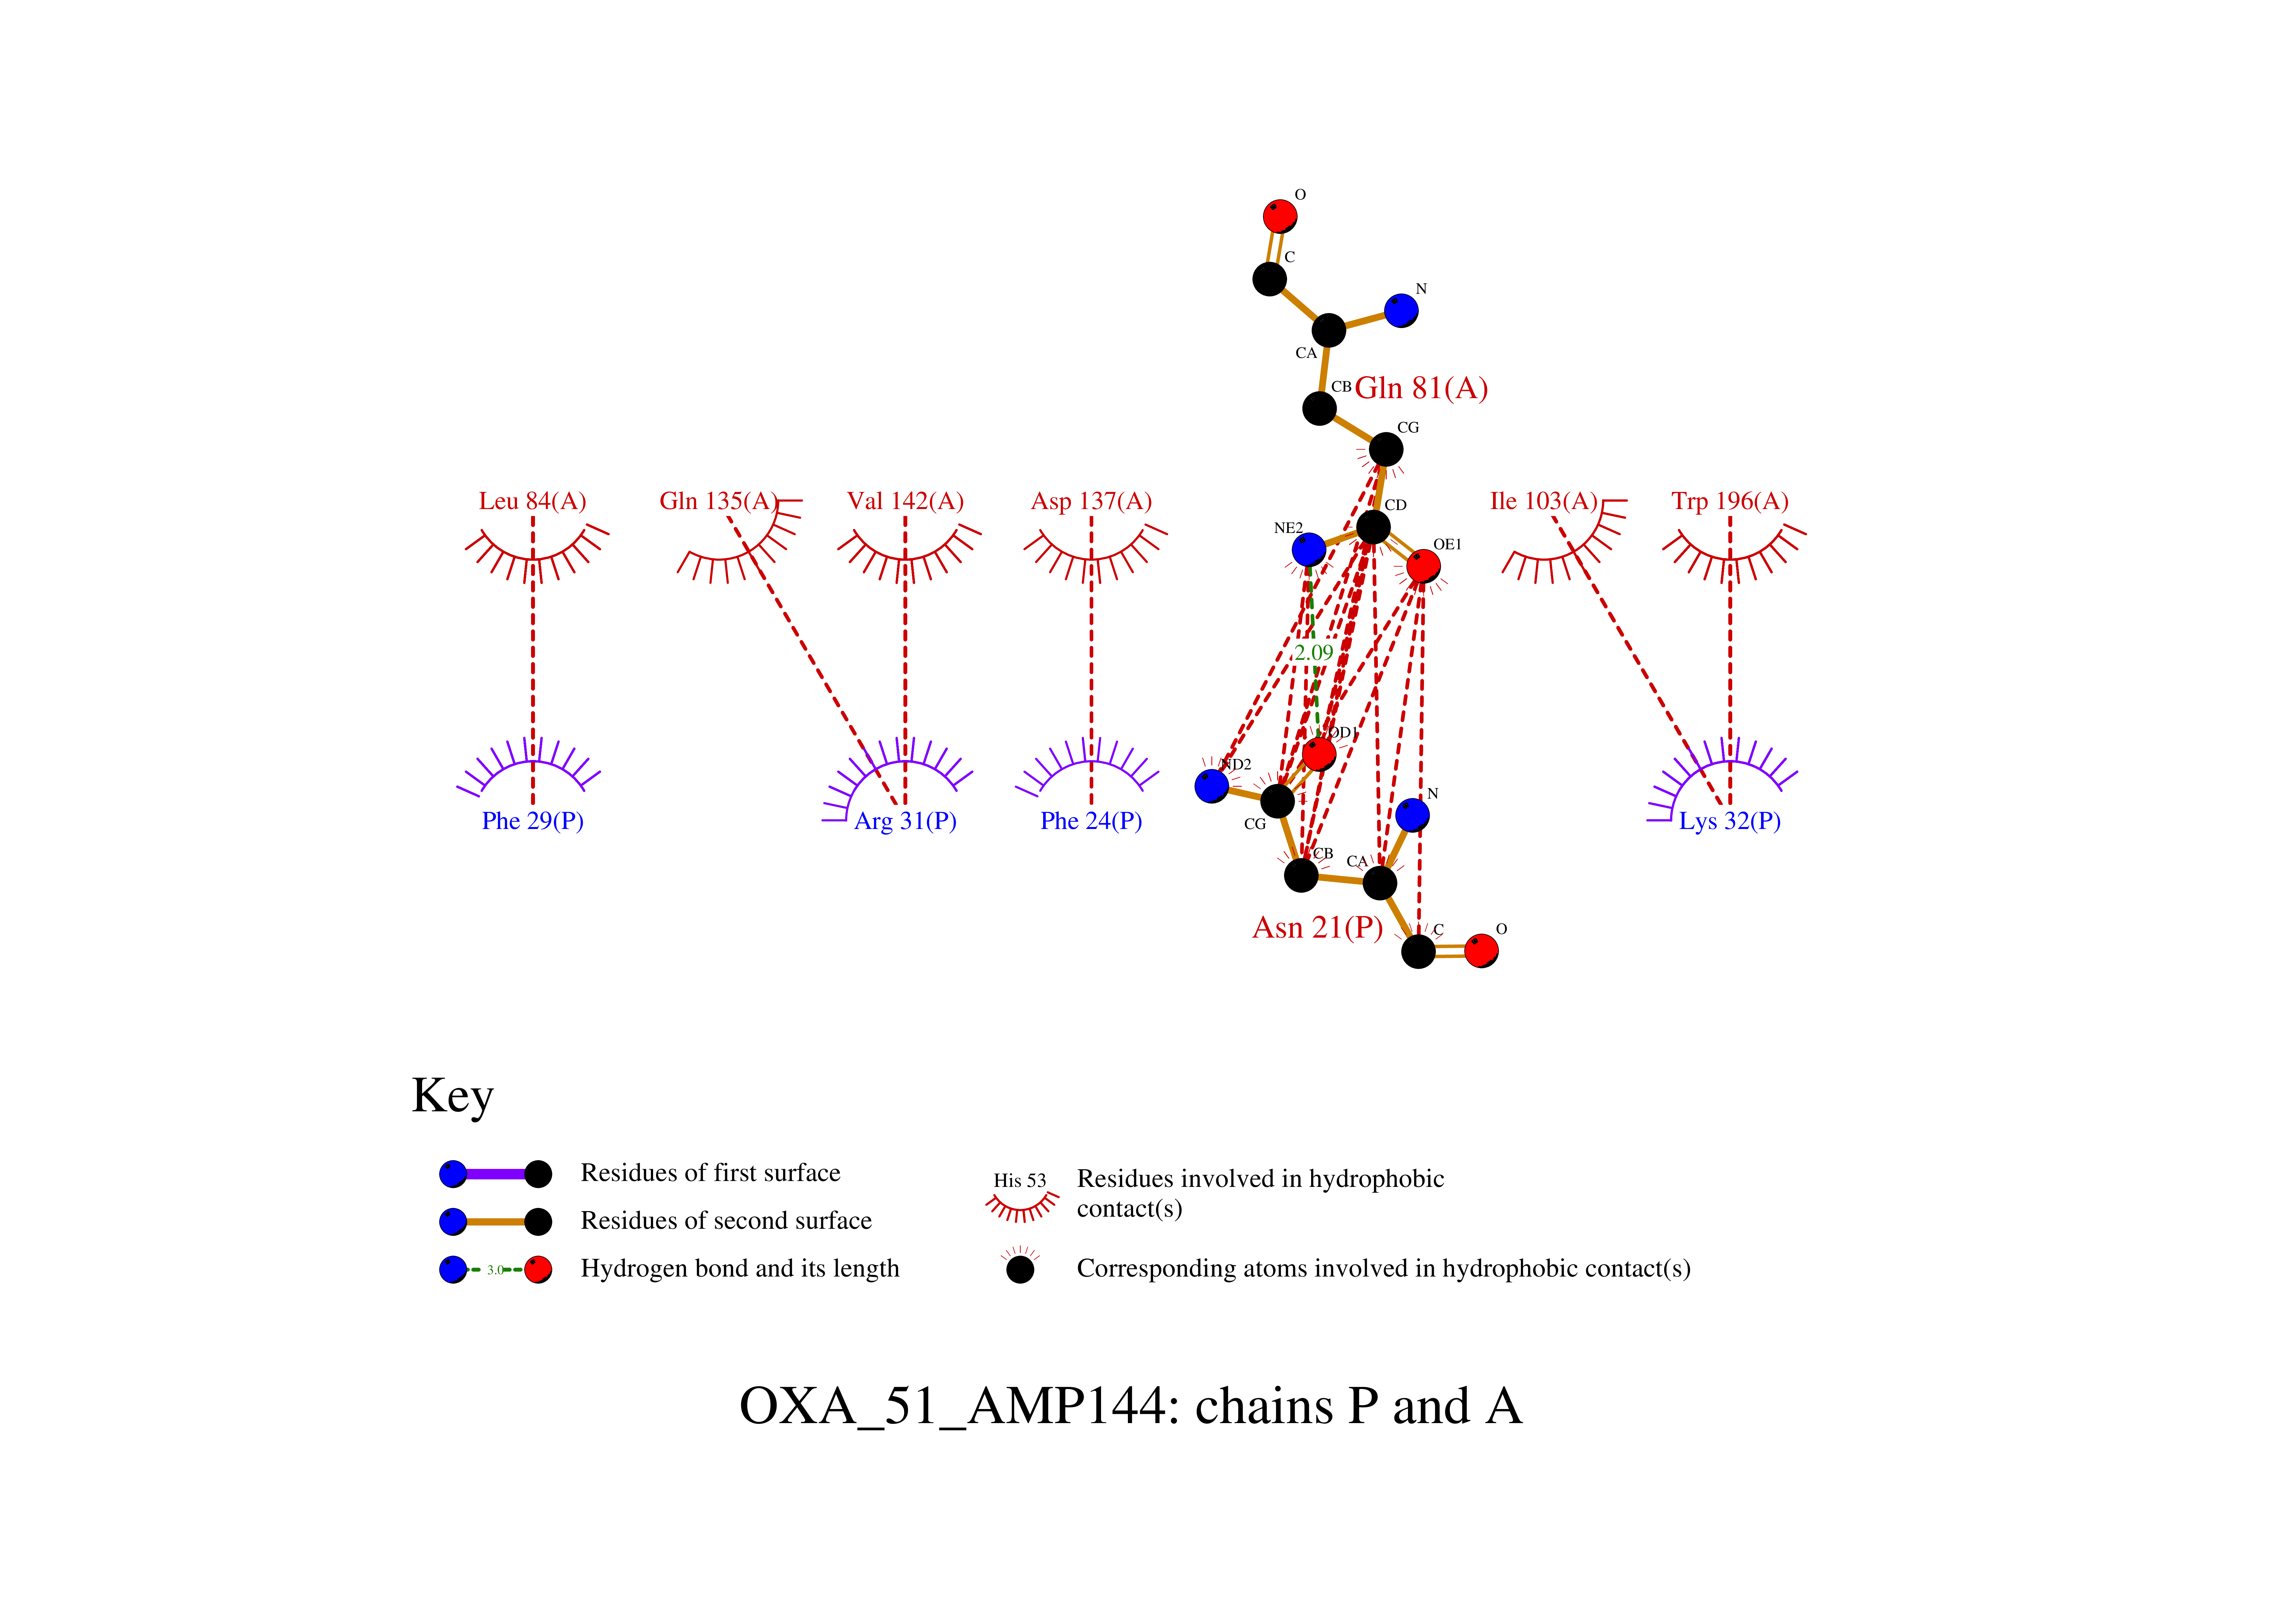 O
C
N
CA
CB
Gln 81(A)
CG
Leu 84(A)
Gln 135(A)
Val 142(A)
Asp 137(A)
CD
NE2
OE1
Ile 103(A)
Trp 196(A)
2.09
OD1
ND2
N
CG
CB
CA
Phe 29(P)
Arg 31(P)
Phe 24(P)
Lys 32(P)
Asn 21(P)
C
O
Key
Residues of first surface
Residues of second surface
3.0
Hydrogen bond and its length
His 53
Residues involved in hydrophobic
contact(s)
Corresponding atoms involved in hydrophobic contact(s)
OXA_51_AMP144: chains P and A